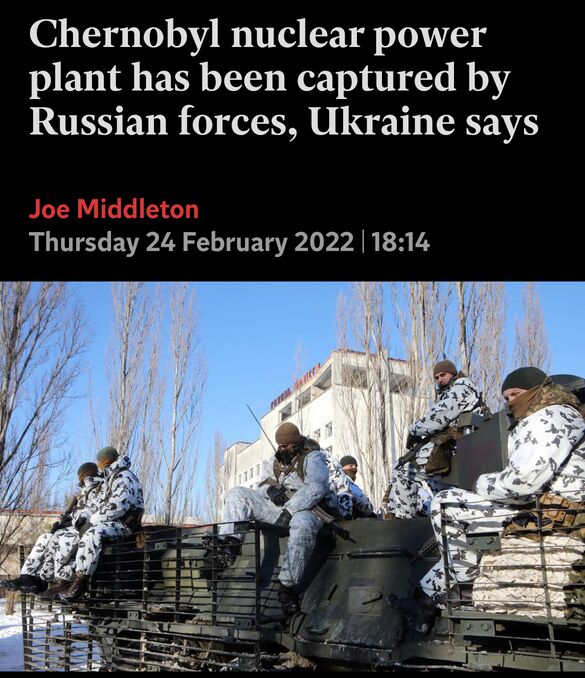 Chernobyl nuclear power
plant has been captured by
Russian forces, Ukraine says
Joe Middleton
Thursday 24 February 2022 | 18:14